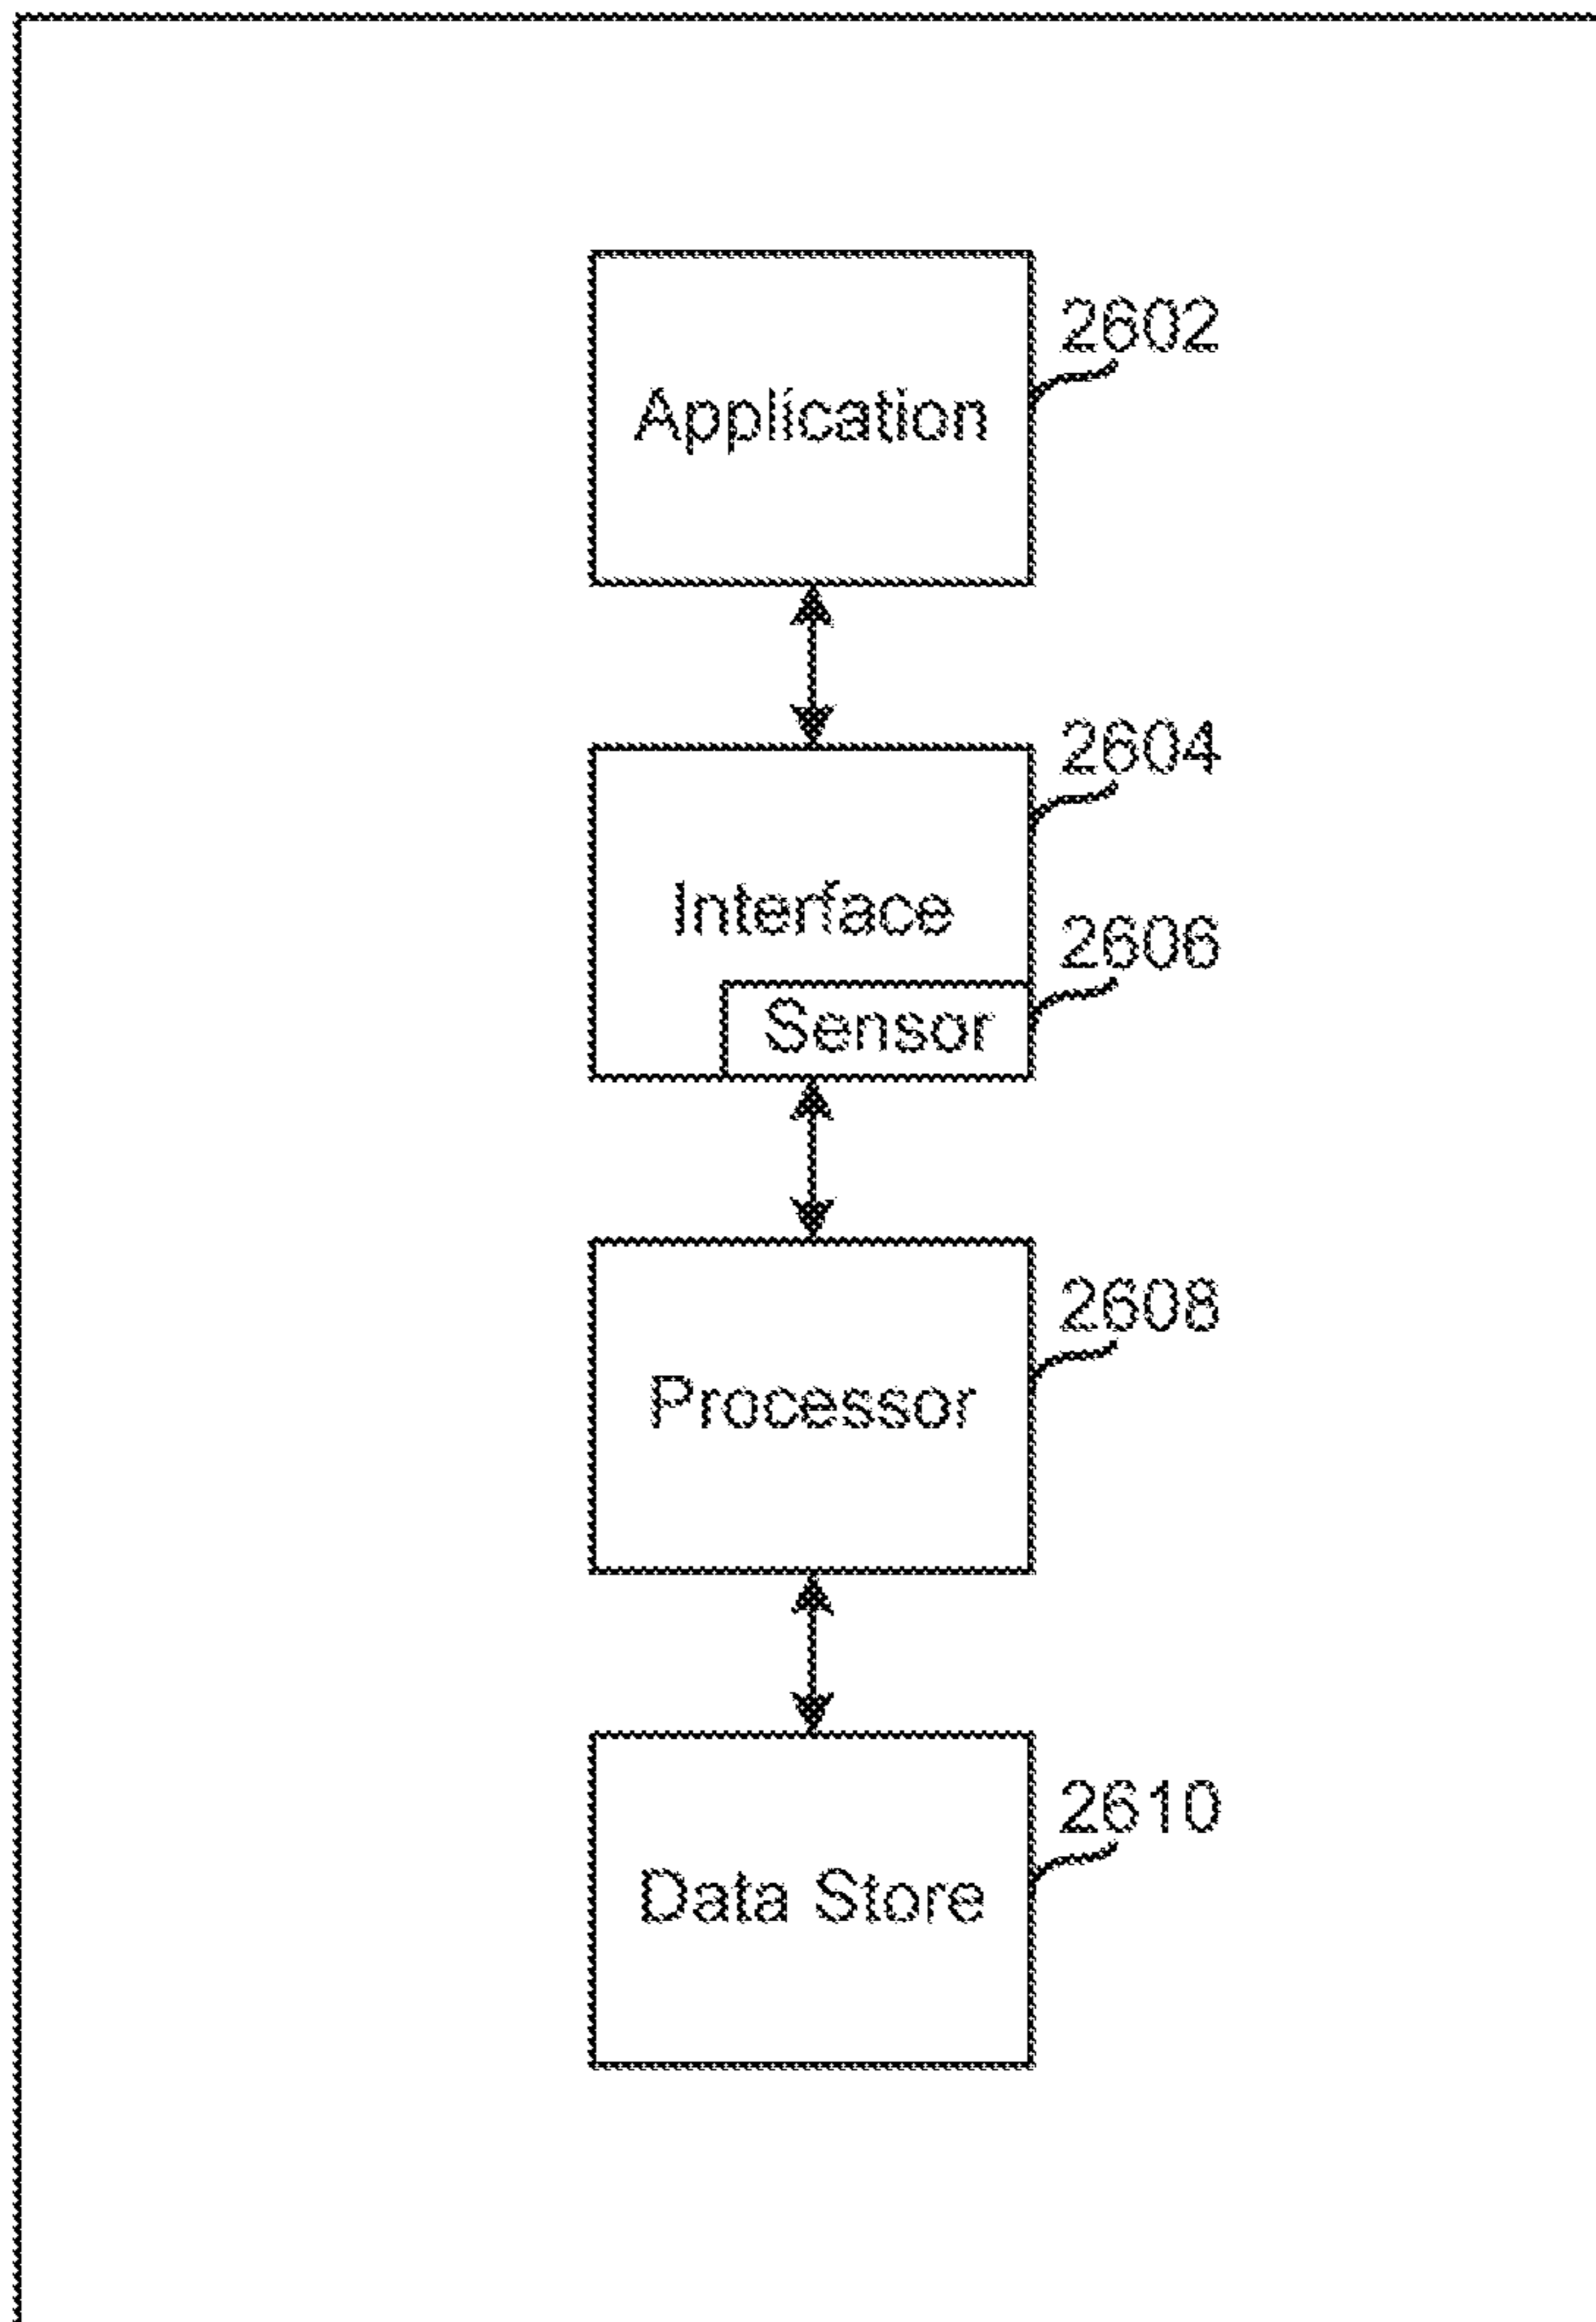 2602
Application
2604
Interface
2606
Sensor
2608
Processor
2610
Data Store